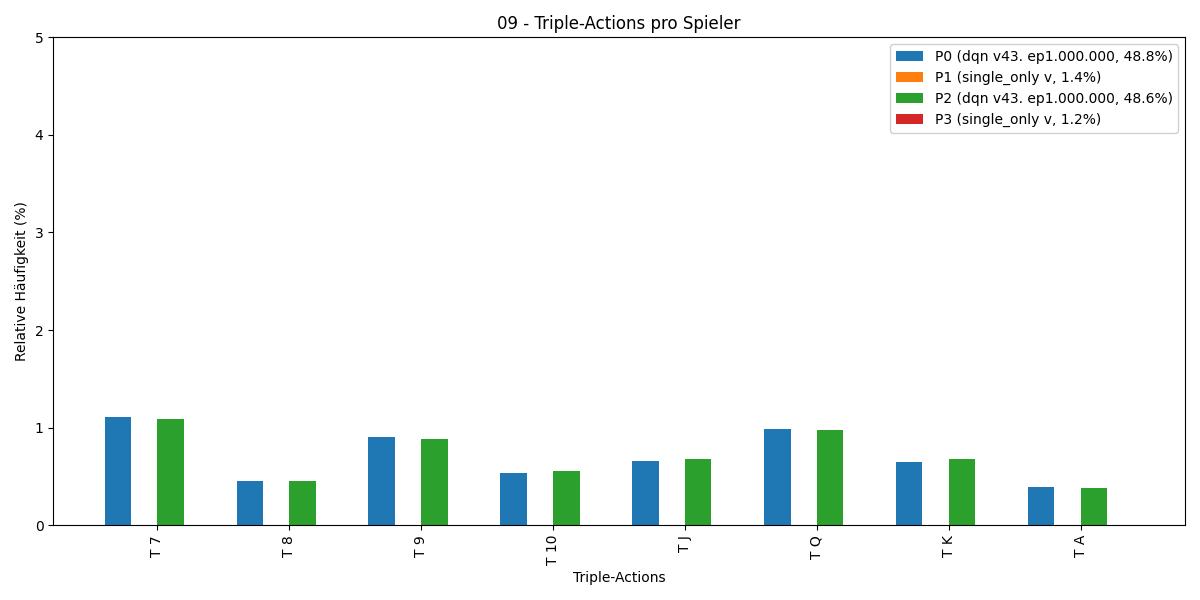 09 - Triple-Actions pro Spieler
P0 (dqn v43. ep1.000.000, 48.8%)
P1 (single_only v, 1.4%)
P2 (dqn v43. ep1.000.000, 48.6%)
P3 (single_only v, 1.2%)
Relative Häufigkeit (%)
5
4
3
2
1
0
T 7
T 8
T 9
T 10
T J
T Q
T K
T A
Triple-Actions